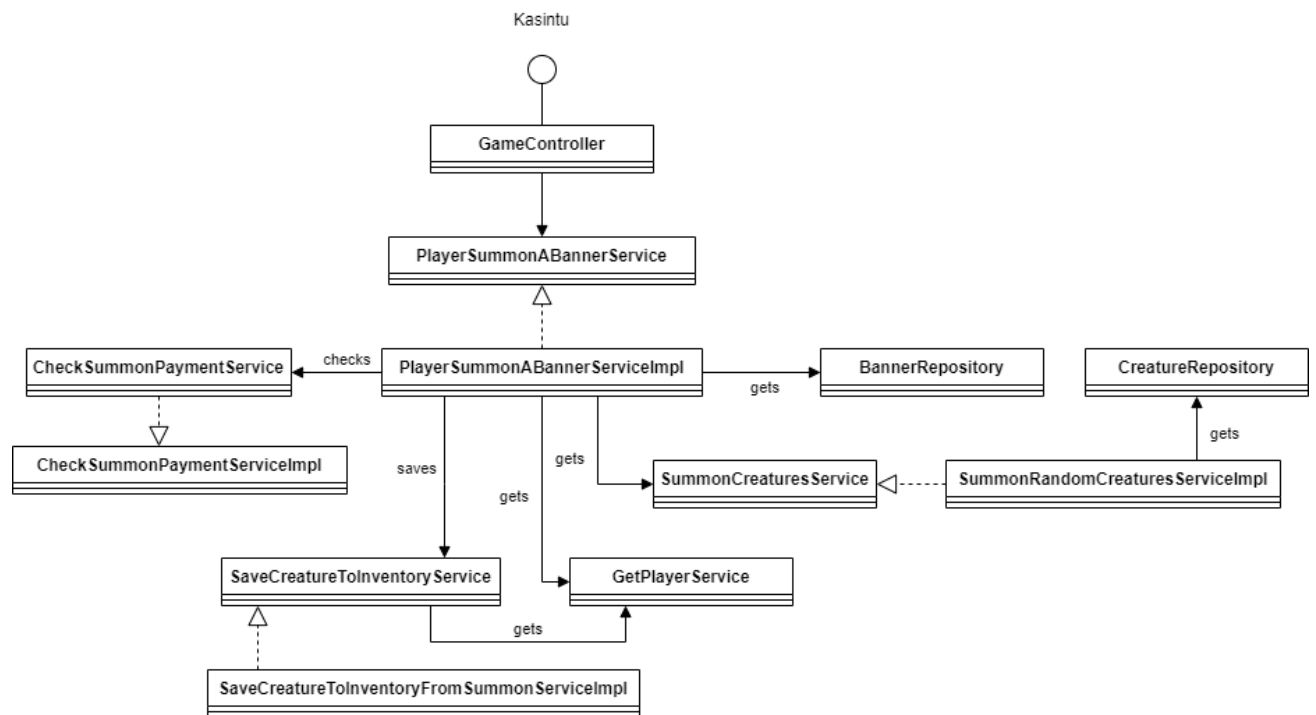 Kasintu
GameController
PlayerSummonABannerService
CheckSummonPaymentService
checks
PlayerSummonABannerServiceImpl
gets
BannerRepository
CreatureRepository
CheckSummonPaymentServiceImpl
saves
gets
gets
SummonCreaturesService
gets
SummonRandomCreaturesServiceImpl
SaveCreatureToInventoryService
gets
GetPlayerService
SaveCreatureToInventoryFromSummonServiceImpl